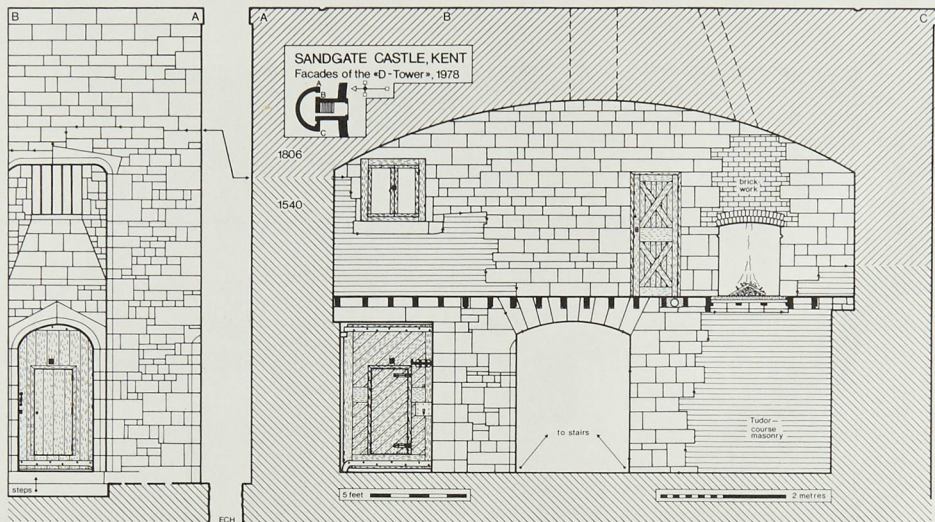 B A A B C
SANDGATE CASTLE, KENT
Facades of the «D-Tower», 1978
A
B
C
1806
1540
brick
work
to stairs
Tudor—
course
masonry
steps
5 feet
2 metres
ECH